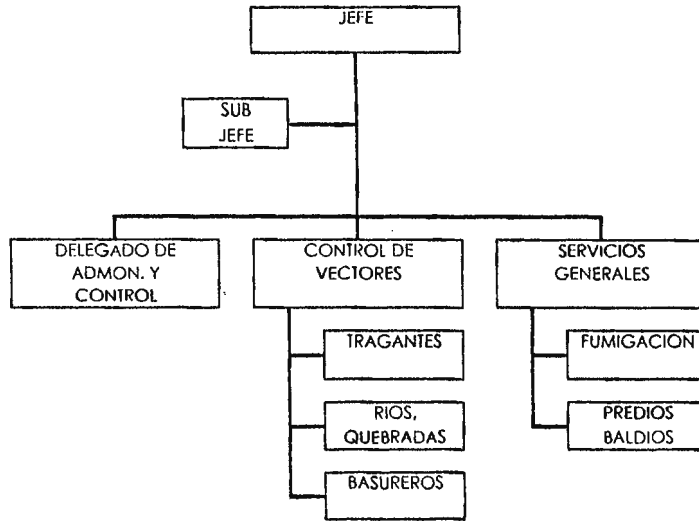 JEFE
SUB
JEFE
DELEGADO DE
ADMON. Y
CONTROL
CONTROL DE
VECTORES
SERVICIOS
GENERALES
TRAGANTES
FUMIGACION
RIOS,
QUEBRADAS
PREDIOS
BALDIOS
BASUREROS